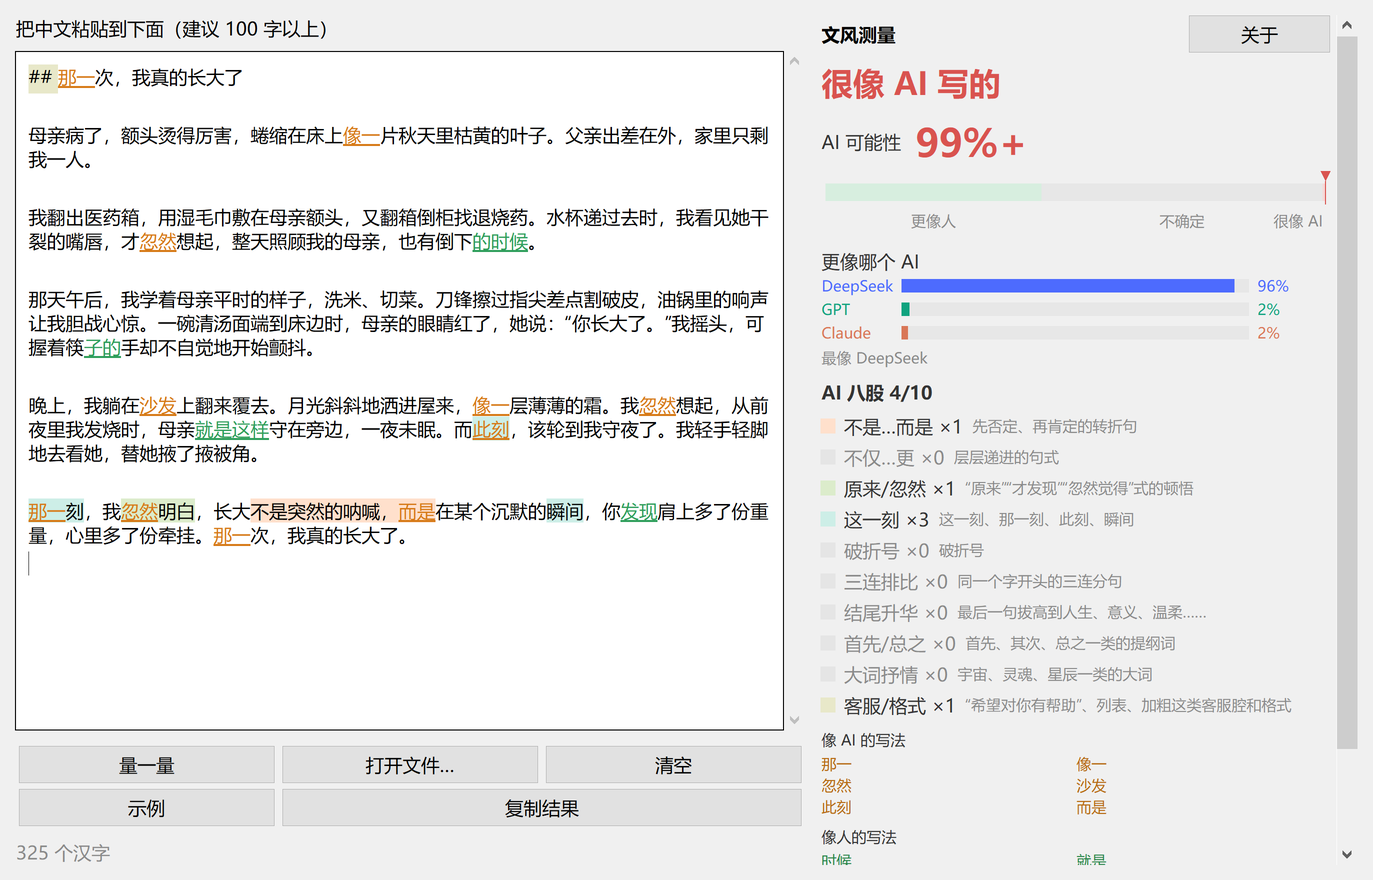 把中文粘贴到下面（建议 100 字以上）
## 那一次，我真的长大了
母亲病了，额头烫得厉害，蜷缩在床上像一片秋天里枯黄的叶子。父亲出差在外，家里只剩
我一人。
我翻出医药箱，用湿毛巾敷在母亲额头，又翻箱倒柜找退烧药。水杯递过去时，我看见她干
裂的嘴唇，才忽然想起，整天照顾我的母亲，也有倒下的时候。
那天午后，我学着母亲平时的样子，洗米、切菜。刀锋擦过指尖差点割破皮，油锅里的响声
让我胆战心惊。一碗清汤面端到床边时，母亲的眼睛红了，她说：“你长大了。”我摇头，可
握着筷子的手却不自觉地开始颤抖。
晚上，我躺在沙发上翻来覆去。月光斜斜地洒进屋来，像一层薄薄的霜。我忽然想起，从前
夜里我发烧时，母亲就是这样守在旁边，一夜未眠。而此刻，该轮到我守夜了。我轻手轻脚
地去看她，替她掖了掖被角。
那一刻，我忽然明白，长大不是突然的呐喊，而是在某个沉默的瞬间，你发现肩上多了份重
量，心里多了份牵挂。那一次，我真的长大了。
量一量
打开文件...
清空
示例
复制结果
325 个汉字
文风测量
关于
很像 AI 写的
AI 可能性 99%+
更像人
不确定
很像 AI
更像哪个 AI
DeepSeek 96%
GPT 2%
Claude 2%
最像 DeepSeek
AI 八股 4/10
不是...而是 ×1 先否定、再肯定的转折句
不仅...更 ×0 层层递进的句式
原来/忽然 ×1 “原来”“才发现”“忽然觉得”式的顿悟
这一刻 ×3 这一刻、那一刻、此刻、瞬间
破折号 ×0 破折号
三连排比 ×0 同一个字开头的三连分句
结尾升华 ×0 最后一句拔高到人生、意义、温柔……
首先/总之 ×0 首先、其次、总之一类的提纲词
大词抒情 ×0 宇宙、灵魂、星辰一类的大词
客服/格式 ×1 “希望对你有帮助”、列表、加粗这类客服腔和格式
像 AI 的写法
那一 像一
忽然 沙发
此刻 而是
像人的写法
时候 就是